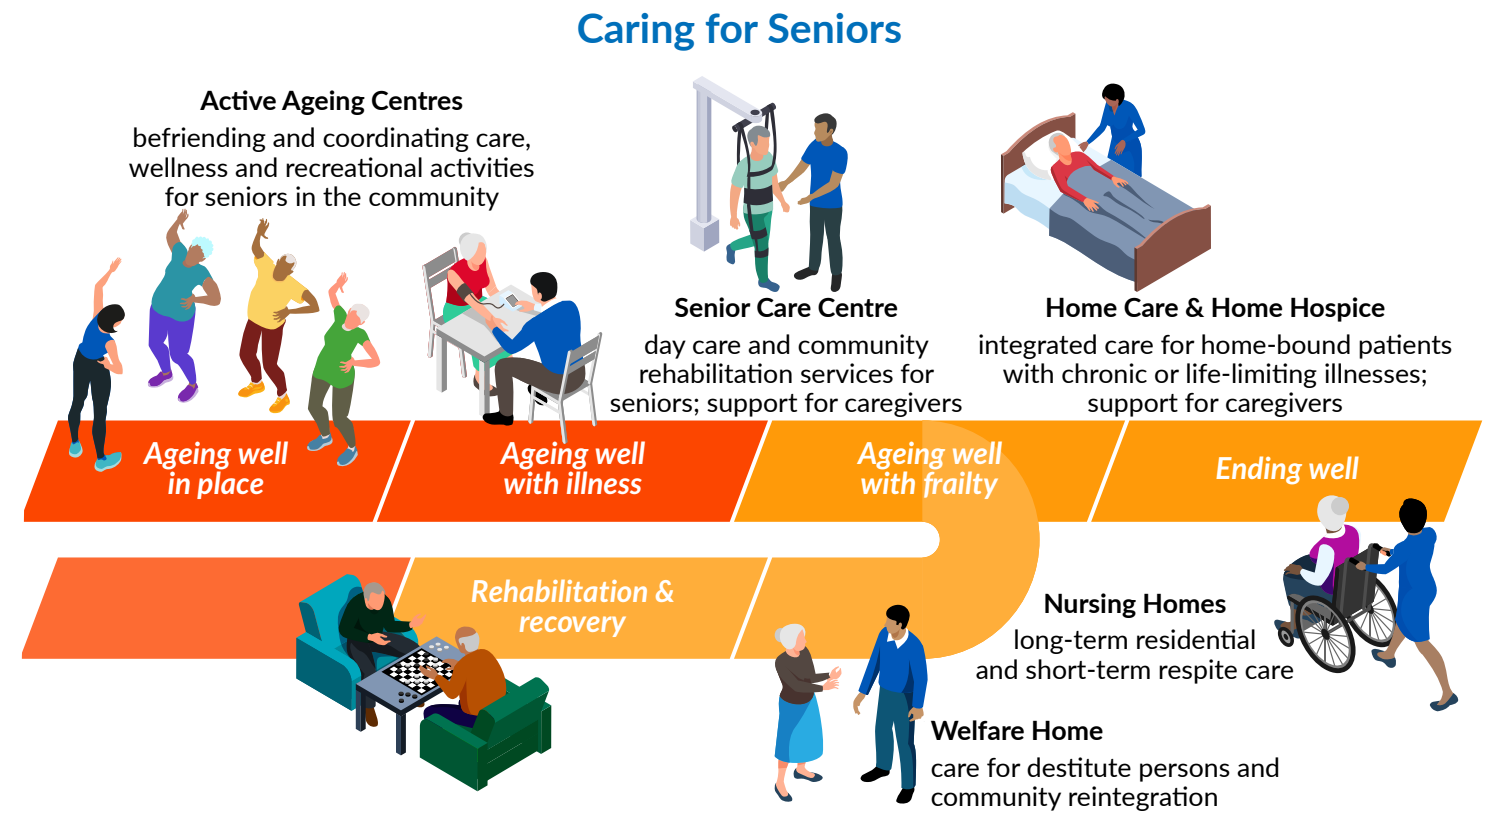 Caring for Seniors
Active Ageing Centres
befriending and coordinating care,
wellness and recreational activities
for seniors in the community
Senior Care Centre
day care and community
rehabilitation services for
seniors; support for caregivers
Home Care & Home Hospice
integrated care for home-bound patients
with chronic or life-limiting illnesses;
support for caregivers
Ageing well
in place
Ageing well
with illness
Ageing well
with frailty
Ending well
Rehabilitation &
recovery
Nursing Homes
long-term residential
and short-term respite care
Welfare Home
care for destitute persons and
community reintegration